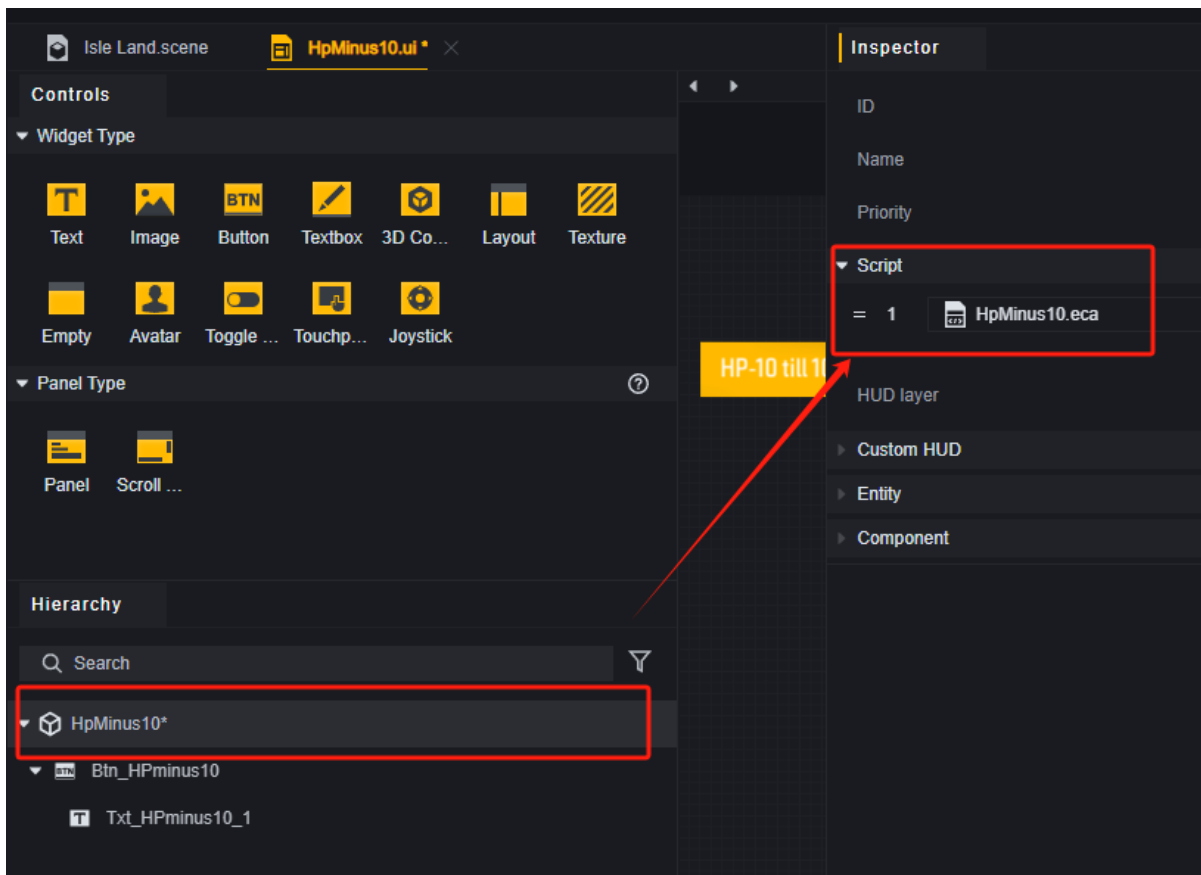 Isle Land.scene
HpMinus10.ui *
Inspector
Controls
ID
Widget Type
Name
BTN
Text
Image
Button
Textbox
3D Co...
Layout
Texture
Priority
Script
= 1
HpMinus10.eca
Empty
Avatar
Toggle ...
Touchp...
Joystick
Panel Type
HP-10 till 10
HUD layer
Custom HUD
Panel
Scroll ...
Entity
Component
Hierarchy
Search
HpMinus10*
BTN Btn_HPminus10
T Txt_HPminus10_1